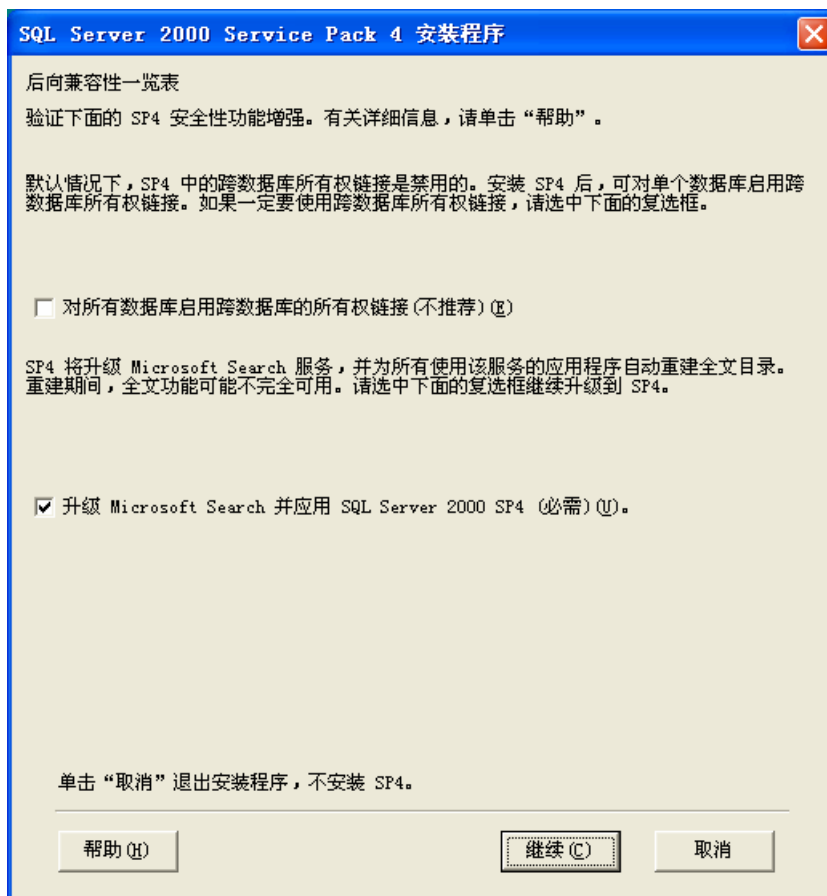 SQL Server 2000 Service Pack 4 安装程序
后向兼容性一览表
验证下面的 SP4 安全性功能增强。有关详细信息，请单击“帮助”。
默认情况下，SP4 中的跨数据库所有权链接是禁用的。安装 SP4 后，可对单个数据库启用跨
数据库所有权链接。如果一定要使用跨数据库所有权链接，请选中下面的复选框。
对所有数据库启用跨数据库的所有权链接(不推荐)(E)
SP4 将升级 Microsoft Search 服务，并为所有使用该服务的应用程序自动重建全文目录。
重建期间，全文功能可能不完全可用。请选中下面的复选框继续升级到 SP4。
升级 Microsoft Search 并应用 SQL Server 2000 SP4 (必需)(U)。
单击“取消”退出安装程序，不安装 SP4。
帮助(H) 继续(C) 取消